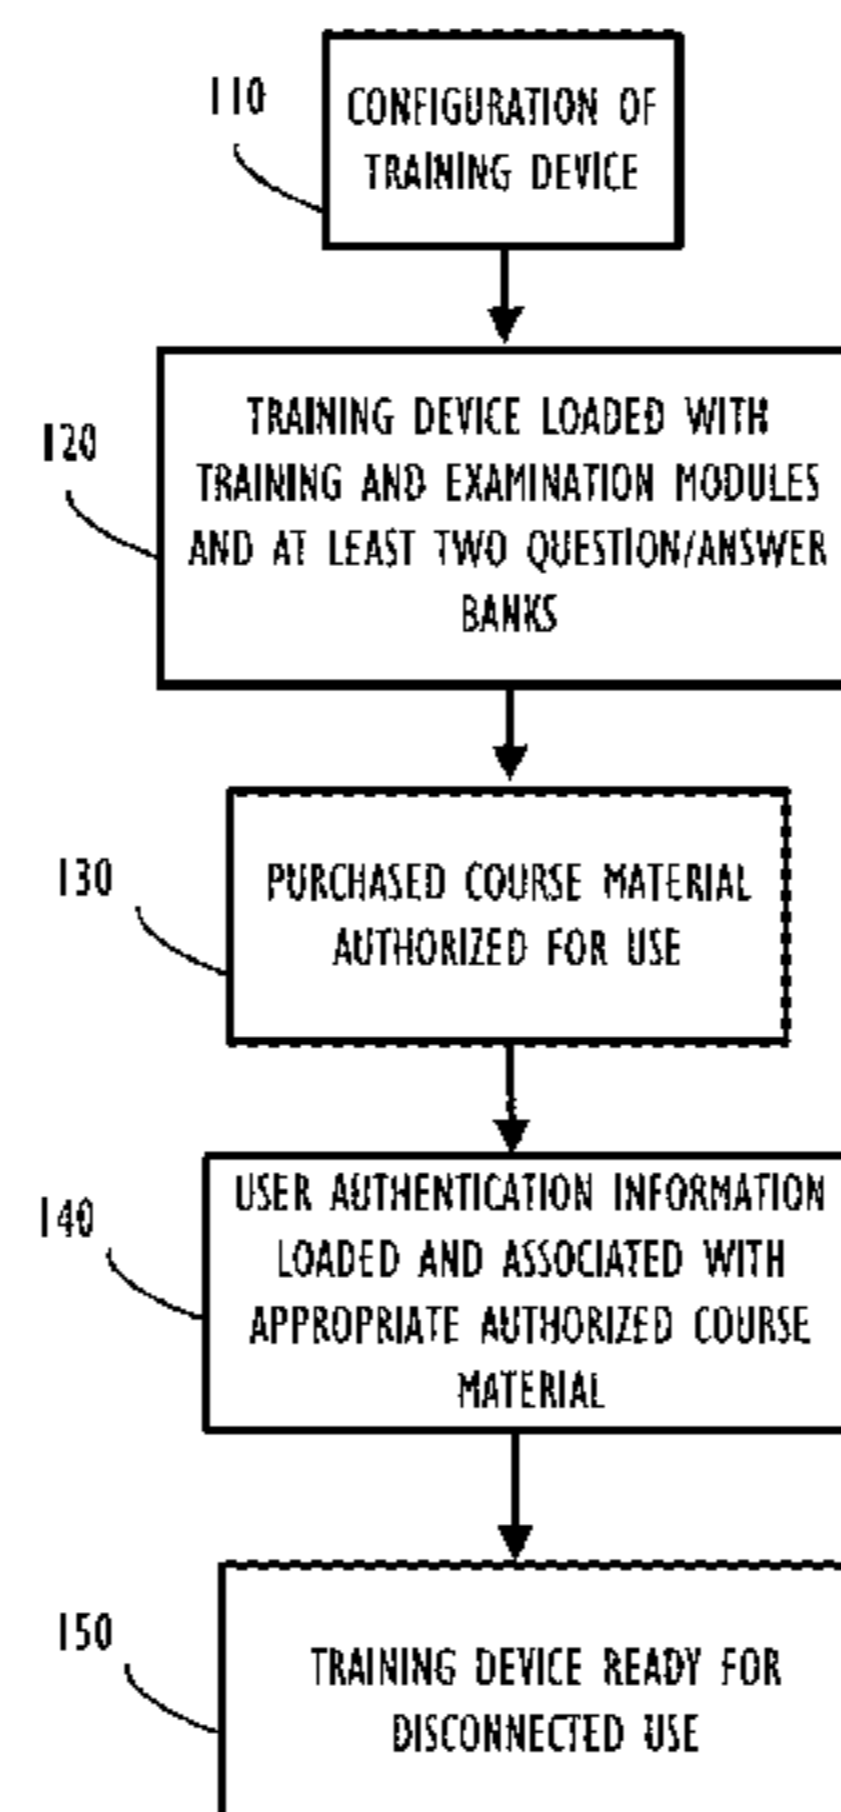 110
CONFIGURATION OF
TRAINING DEVICE
120
TRAINING DEVICE LOADED WITH
TRAINING AND EXAMINATION MODULES
AND AT LEAST TWO QUESTION/ANSWER
BANKS
130
PURCHASED COURSE MATERIAL
AUTHORIZED FOR USE
140
USER AUTHENTICATION INFORMATION
LOADED AND ASSOCIATED WITH
APPROPRIATE AUTHORIZED COURSE
MATERIAL
150
TRAINING DEVICE READY FOR
DISCONNECTED USE